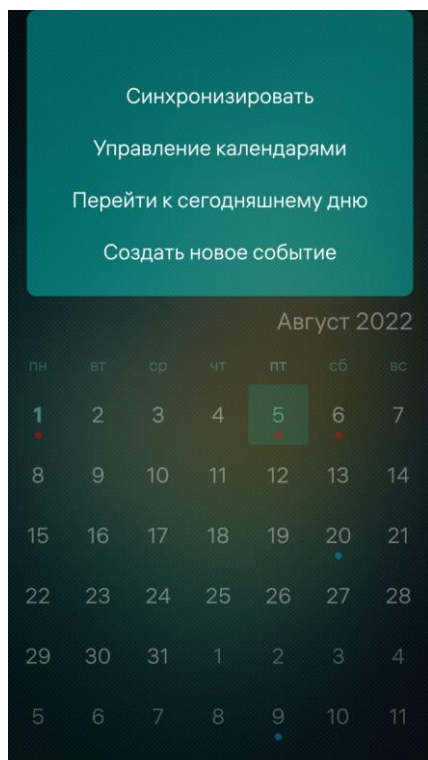 Синхронизировать
Управление календарями
Перейти к сегодняшнему дню
Создать новое событие
Август 2022
пн вт ср чт пт сб вс
1 2 3 4 5 6 7
8 9 10 11 12 13 14
15 16 17 18 19 20 21
22 23 24 25 26 27 28
29 30 31 1 2 3 4
5 6 7 8 9 10 11